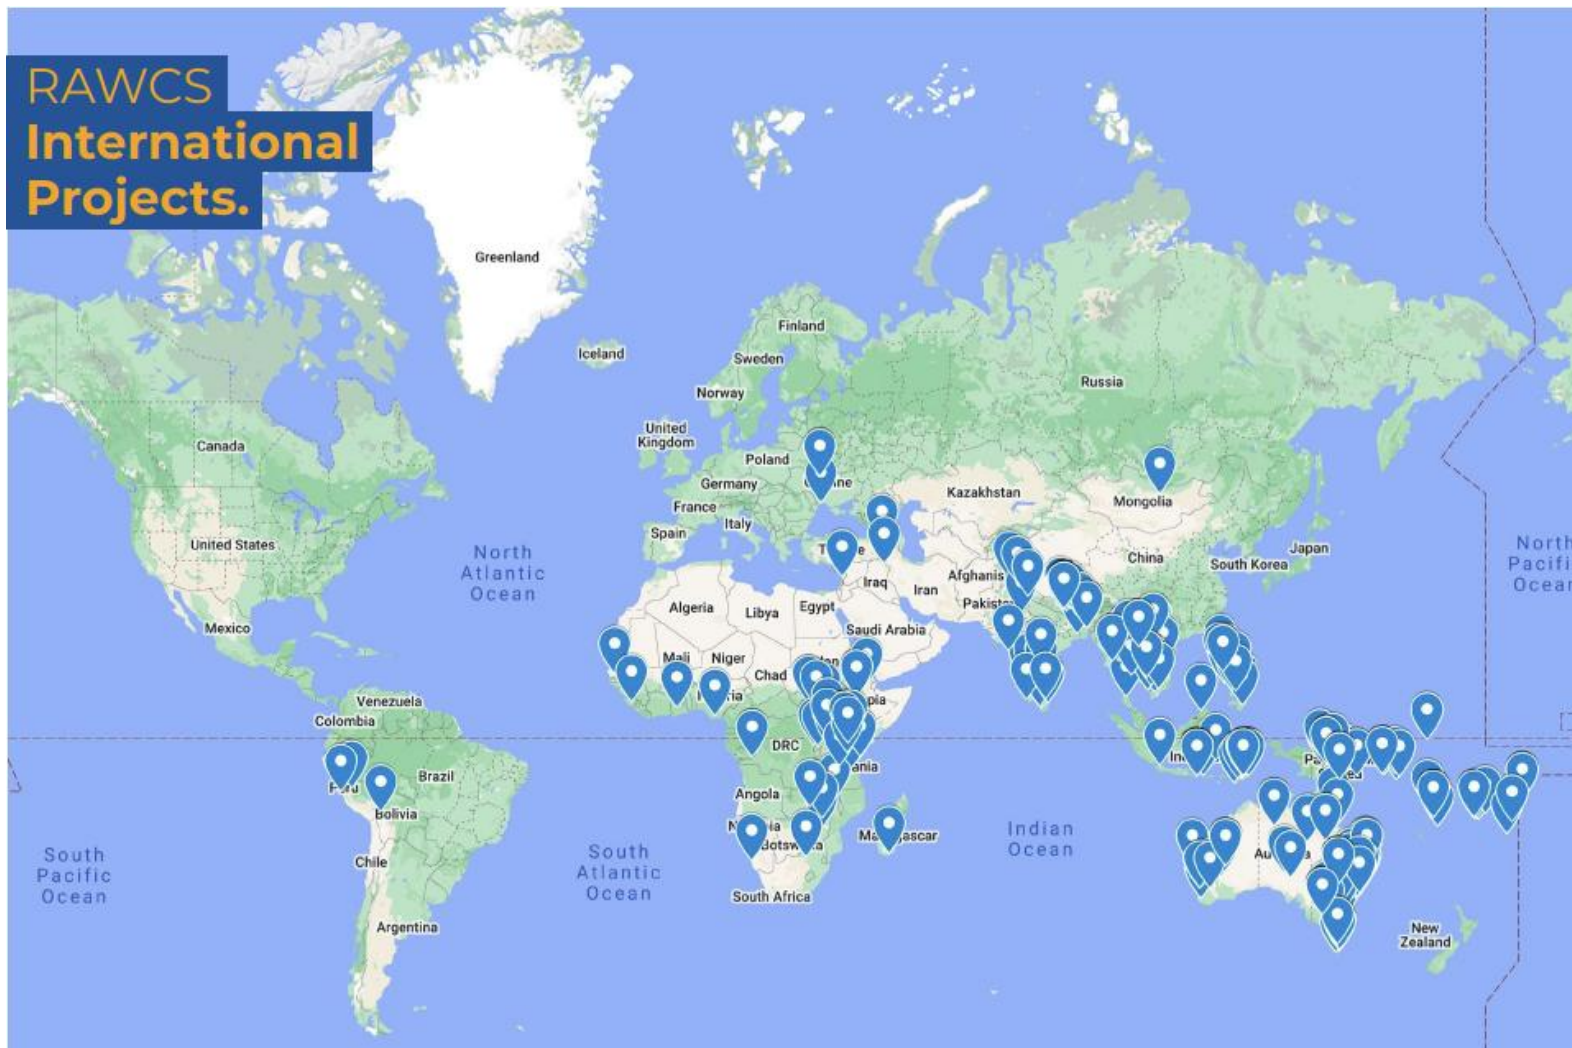 RAWCS
International
Projects.
Greenland
Iceland
Finland
Sweden
Norway
Russia
United
Kingdom
Canada
Poland
Germany
France
Italy
Spain
Kazakhstan
Mongolia
United States
North
Atlantic
Ocean
China
Japan
South Korea
North
Pacific
Ocean
Iraq
Iran
Afghanis
Pakist
Algeria
Libya
Egypt
Saudi Arabia
Mexico
Mali
Niger
Chad
Venezuela
Colombia
DRC
Brazil
Angola
Bolivia
Indian
Ocean
South
Pacific
Ocean
South
Atlantic
Ocean
Chile
South Africa
Argentina
New
Zealand